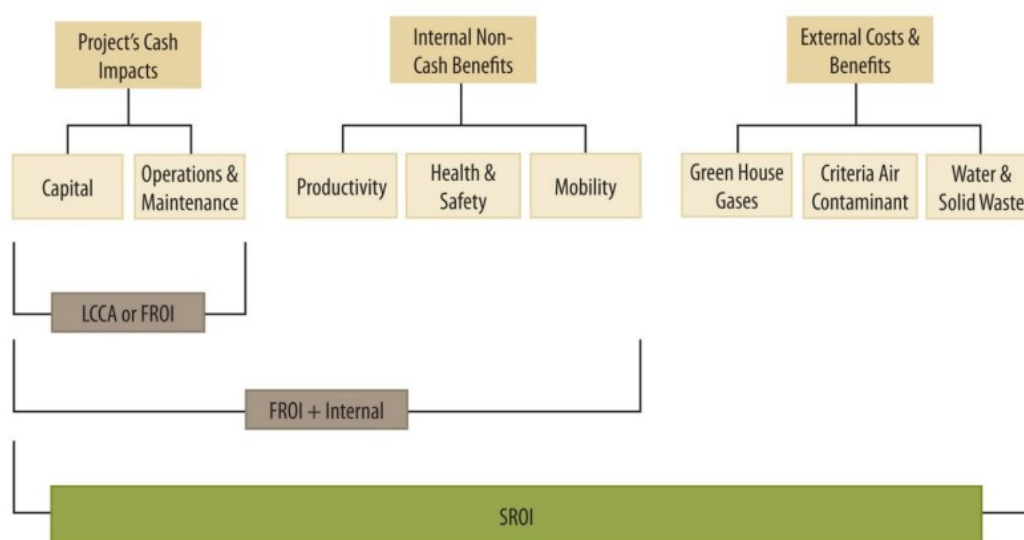 Project's Cash
Impacts
Internal Non-
Cash Benefits
External Costs &
Benefits
Capital
Operations &
Maintenance
Productivity
Health &
Safety
Mobility
Green House
Gases
Criteria Air
Contaminant
Water &
Solid Waste
LCCA or FROI
FROI + Internal
SROI